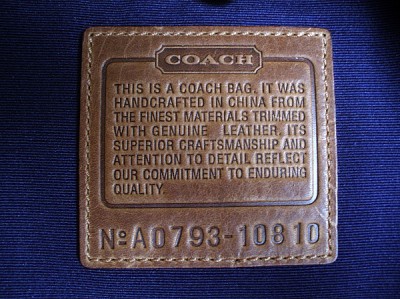 COACH
THIS IS A COACH BAG. IT WAS
HANDCRAFTED IN CHINA FROM
THE FINEST MATERIALS TRIMMED
WITH GENUINE LEATHER. ITS
SUPERIOR CRAFTSMANSHIP AND
ATTENTION TO DETAIL REFLECT
OUR COMMITMENT TO ENDURING
QUALITY.
№A0793-10810